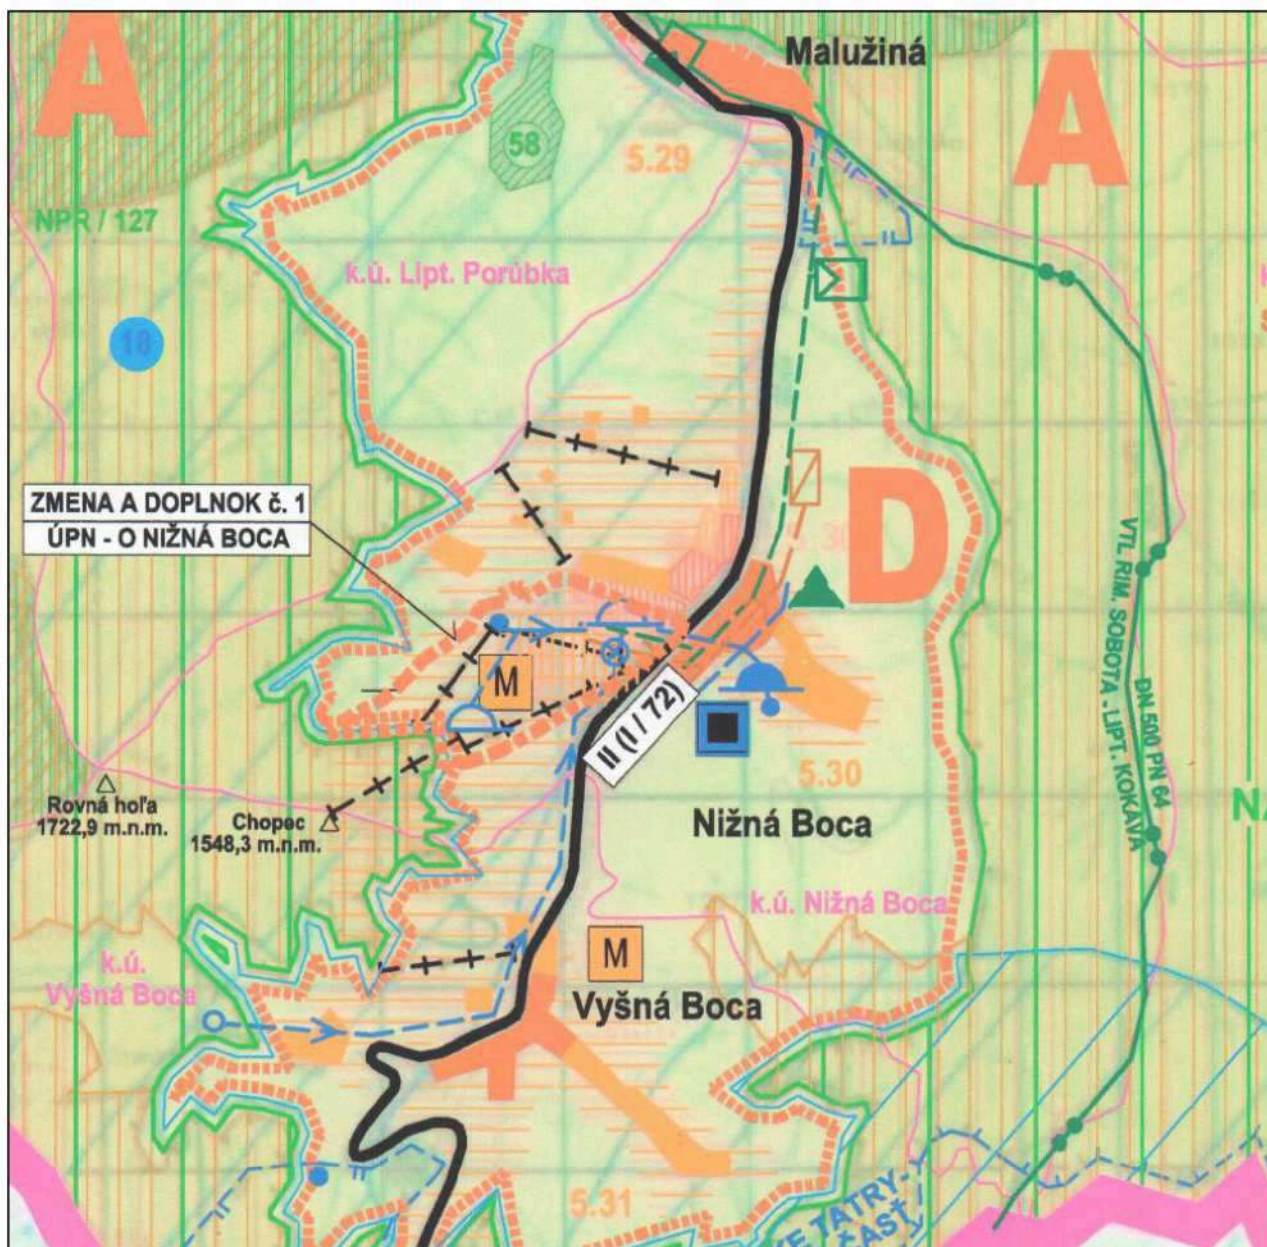 A
Malužiná
A
58
5.29
NPR / 127
k.ú. Lipt. Porúbka
18
ZMENA A DOPLNOK č. 1
ÚPN - O NIŽNÁ BOCA
D
VTL RIM. SOBOTA - LIPT. KOKAVA
DN 500 PN 64
M
II (I / 72)
5.30
Rovná hoľa
1722,9 m.n.m.
Chopec
1548,3 m.n.m.
Nižná Boca
k.ú. Nižná Boca
k.ú.
Vyšná Boca
M
Vyšná Boca
5.31
TATRY-
ČASŤ